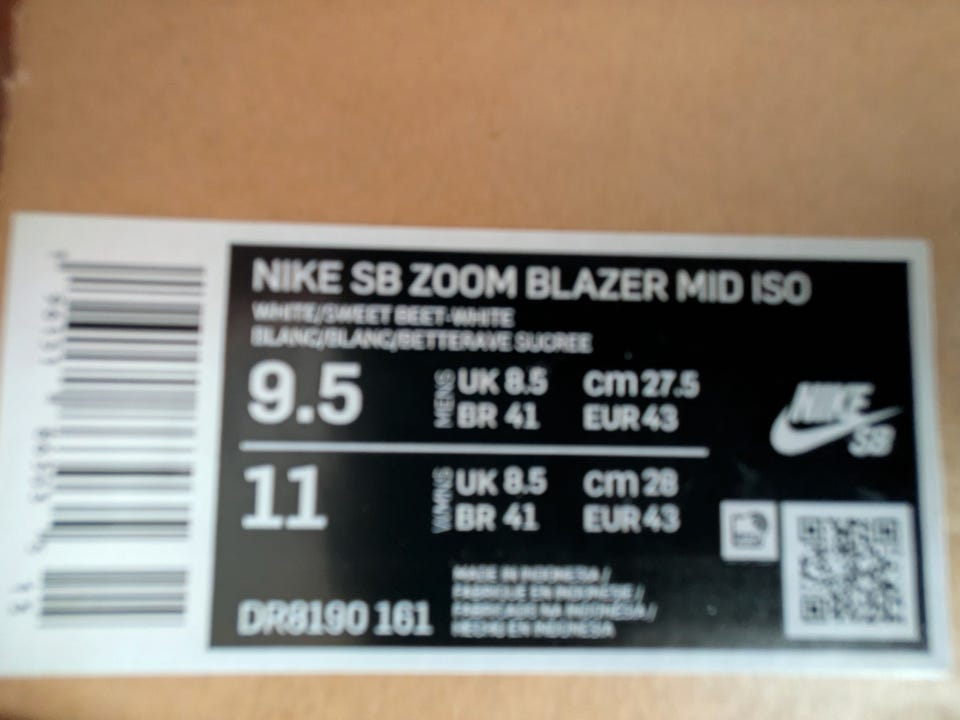 NIKE SB ZOOM BLAZER MID ISO
WHITE/SWEET BEET-WHITE
BLANC/BLANC/BETTERAVE SUCREE
9.5 MENS UK 8.5 cm 27.5
BR 41 EUR 43
11 WMNS UK 8.5 cm 28
BR 41 EUR 43
NIKE
SB
MADE IN INDONESIA /
FABRIQUE EN INDONESIE /
FABRICADO NA INDONESIA /
HECHO EN INDONESIA
DR8190 161